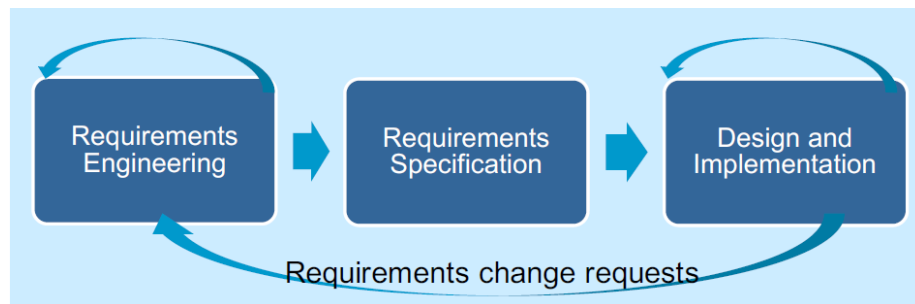 Requirements
Engineering
Requirements
Specification
Design and
Implementation
Requirements change requests